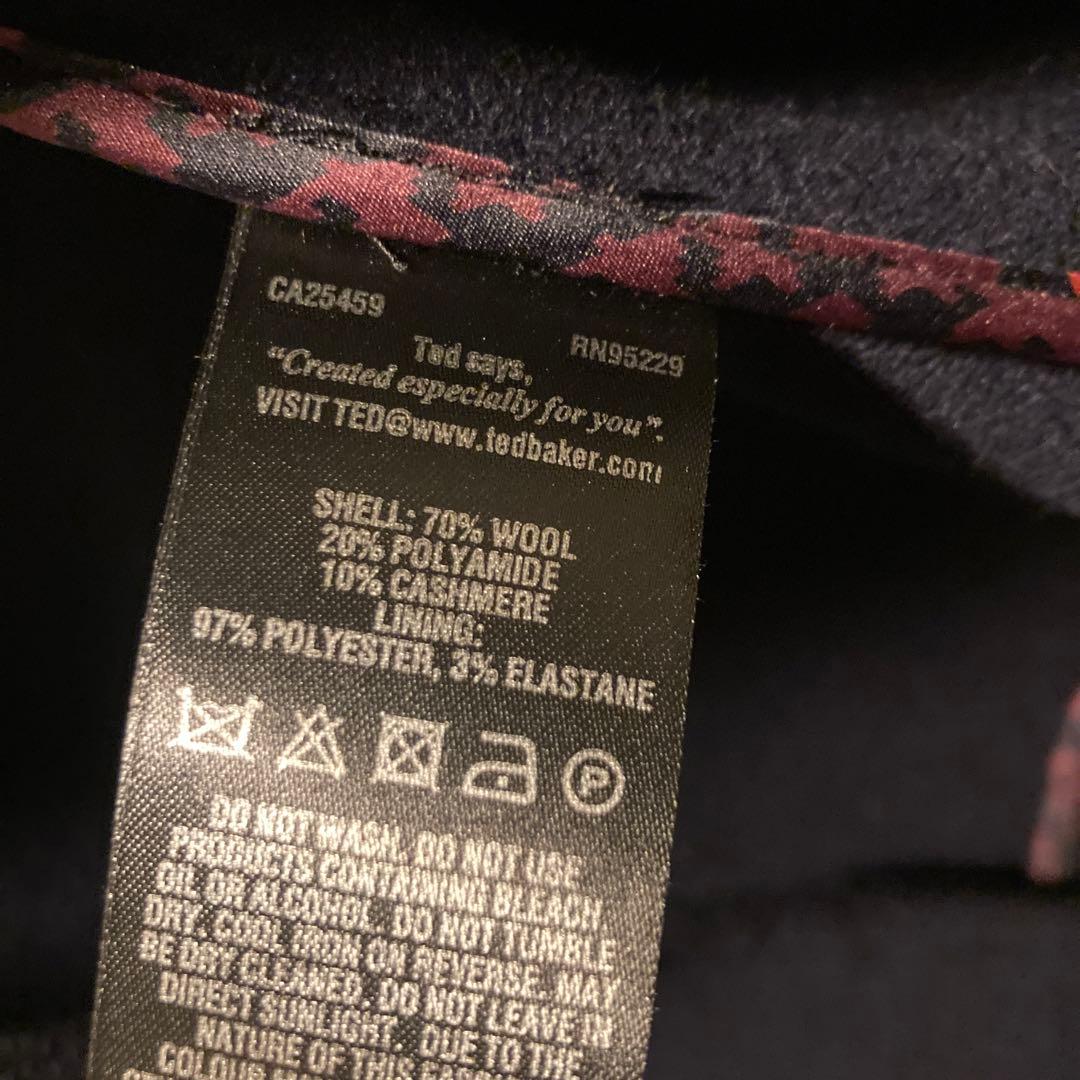 CA25459
RN95229
Ted says,
"Created especially for you".
VISIT TED@www.tedbaker.com
SHELL: 70% WOOL
20% POLYAMIDE
10% CASHMERE
LINING:
97% POLYESTER, 3% ELASTANE
P
DO NOT WASH. DO NOT USE
PRODUCTS CONTAINING BLEACH
OIL OR ALCOHOL. DO NOT TUMBLE
DRY. COOL IRON ON REVERSE. MAY
BE DRY CLEANED. DO NOT LEAVE IN
DIRECT SUNLIGHT. DUE TO THE
NATURE OF THIS